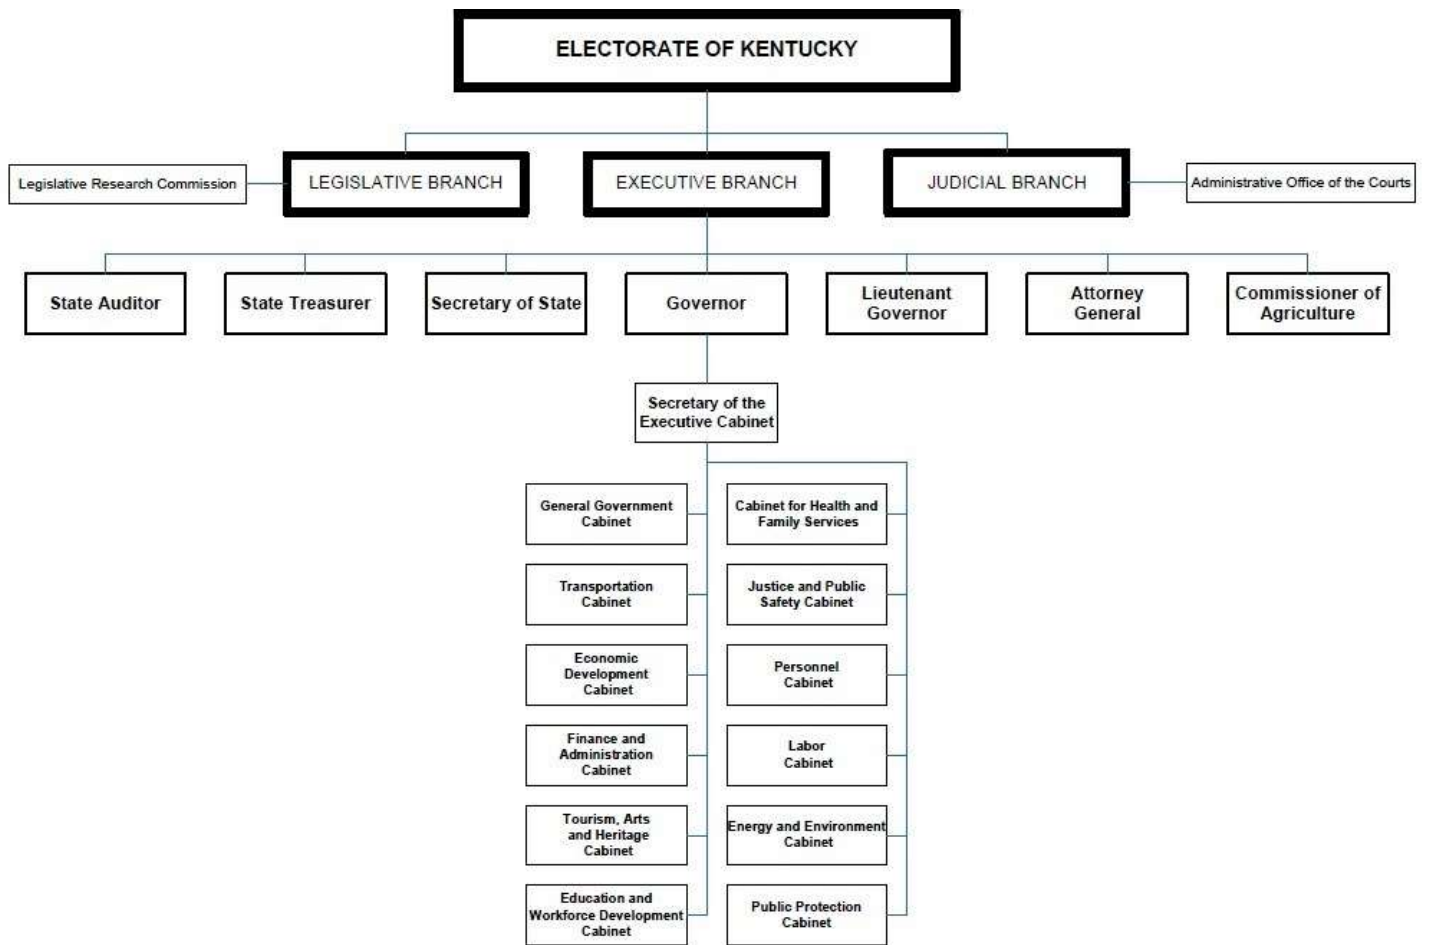 ELECTORATE OF KENTUCKY
Legislative Research Commission
LEGISLATIVE BRANCH
EXECUTIVE BRANCH
JUDICIAL BRANCH
Administrative Office of the Courts
State Auditor
State Treasurer
Secretary of State
Governor
Lieutenant
Governor
Attorney
General
Commissioner of
Agriculture
Secretary of the
Executive Cabinet
General Government
Cabinet
Cabinet for Health and
Family Services
Transportation
Cabinet
Justice and Public
Safety Cabinet
Economic
Development
Cabinet
Personnel
Cabinet
Finance and
Administration
Cabinet
Labor
Cabinet
Tourism, Arts
and Heritage
Cabinet
Energy and Environment
Cabinet
Education and
Workforce Development
Cabinet
Public Protection
Cabinet